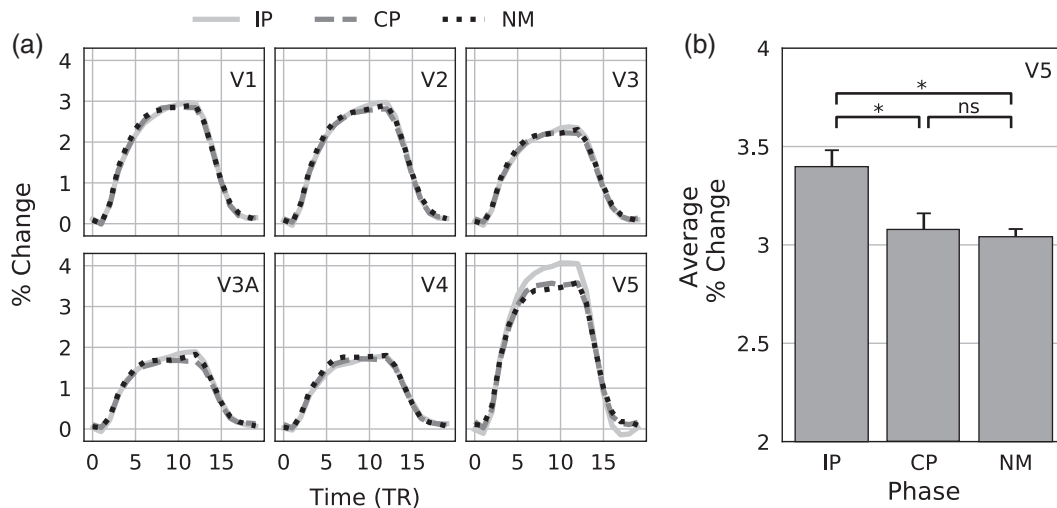 IP CP NM
(a)
V1 V2 V3
4
3
2
1
0
V3A V4 V5
4
3
2
1
0
% Change
0 5 10 15 0 5 10 15 0 5 10 15
Time (TR)
(b)
V5
4
3.5
3
2.5
2
Average
% Change
*
* ns
IP CP NM
Phase